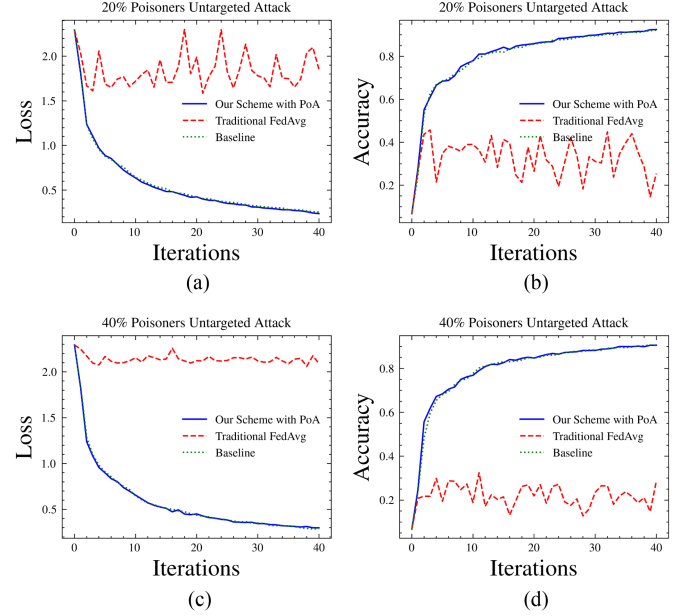 20% Poisoners Untargeted Attack
2.0
1.5
1.0
0.5
Loss
Our Scheme with PoA
Traditional FedAvg
Baseline
0
10
20
30
40
Iterations
(a)
20% Poisoners Untargeted Attack
0.8
0.6
0.4
0.2
Accuracy
Our Scheme with PoA
Traditional FedAvg
Baseline
0
10
20
30
40
Iterations
(b)
40% Poisoners Untargeted Attack
2.0
1.5
1.0
0.5
Loss
Our Scheme with PoA
Traditional FedAvg
Baseline
0
10
20
30
40
Iterations
(c)
40% Poisoners Untargeted Attack
0.8
0.6
0.4
0.2
Accuracy
Our Scheme with PoA
Traditional FedAvg
Baseline
0
10
20
30
40
Iterations
(d)